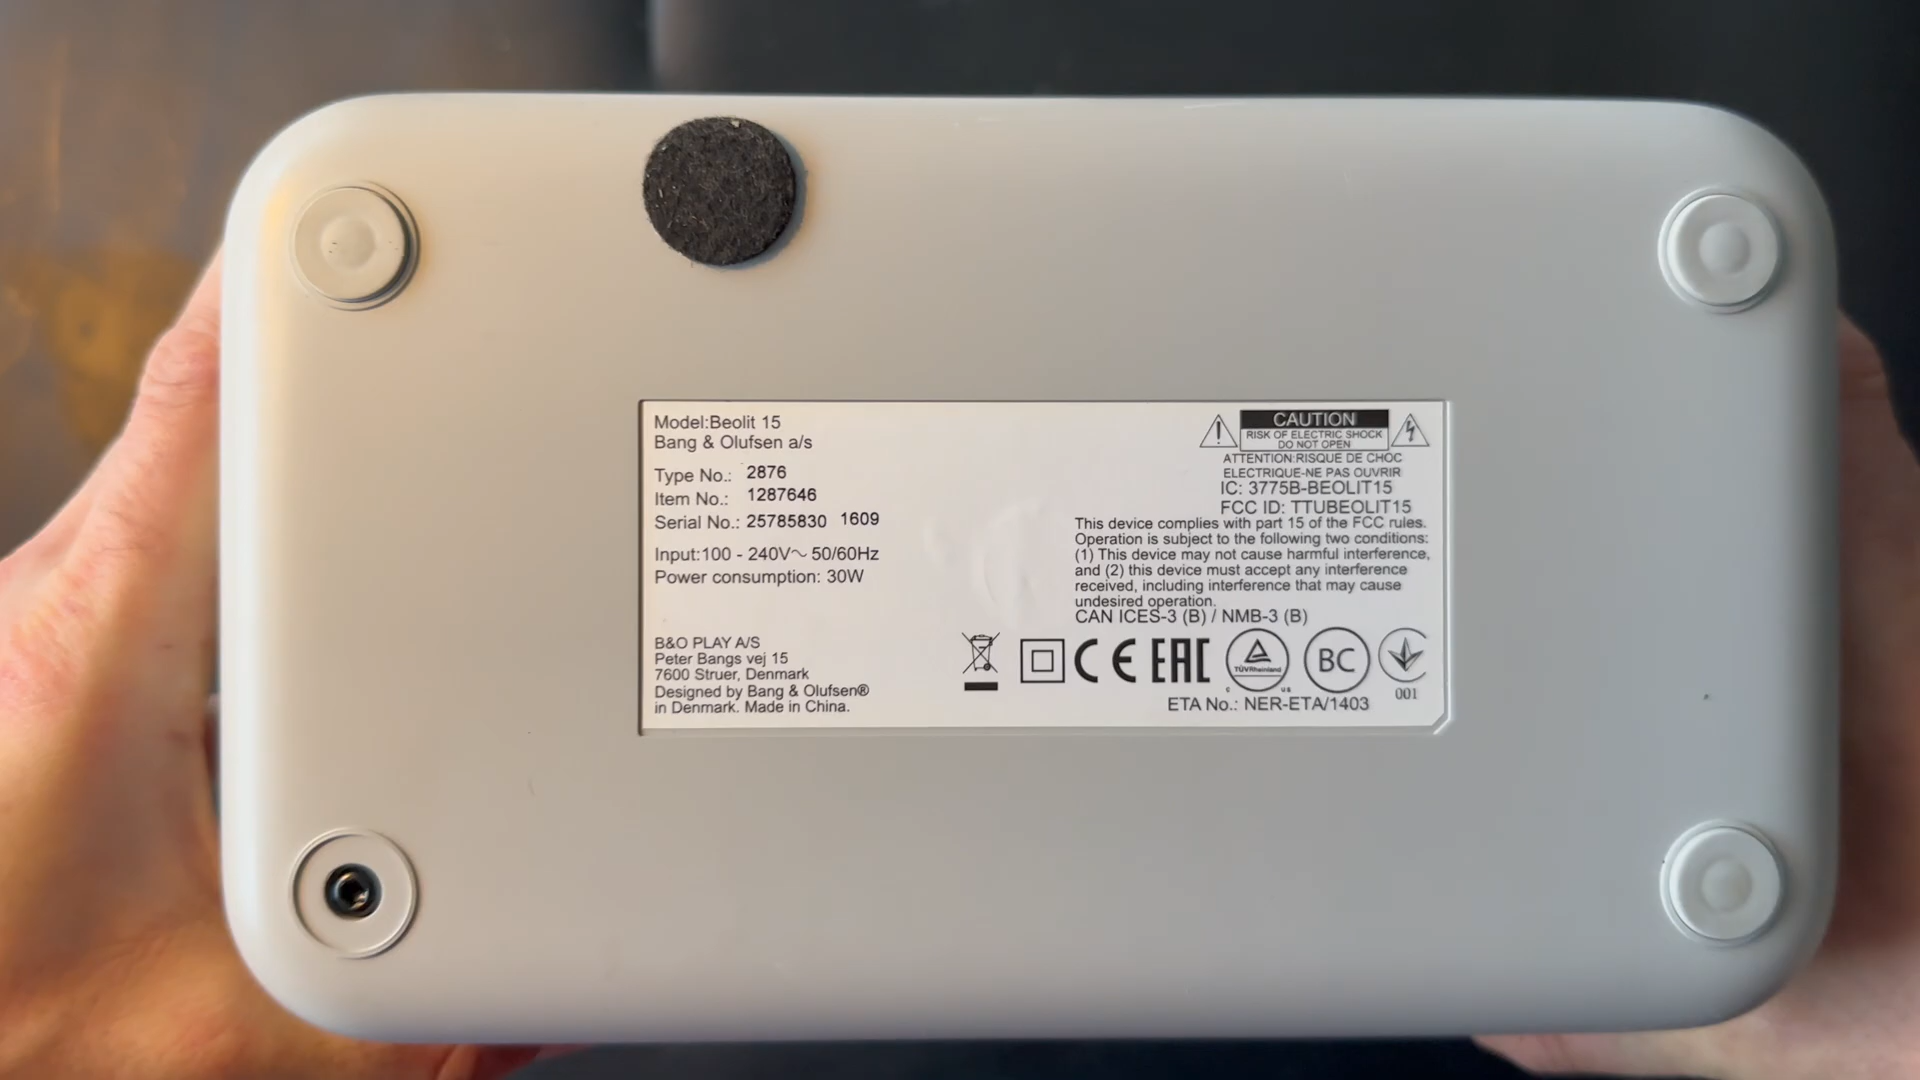 Model:Beolit 15
Bang & Olufsen a/s
Type No.: 2876
Item No.: 1287646
Serial No.: 25785830 1609
Input:100 - 240V～ 50/60Hz
Power consumption: 30W
B&O PLAY A/S
Peter Bangs vej 15
7600 Struer, Denmark
Designed by Bang & Olufsen®
in Denmark. Made in China.
CAUTION
RISK OF ELECTRIC SHOCK
DO NOT OPEN
ATTENTION:RISQUE DE CHOC
ELECTRIQUE-NE PAS OUVRIR
IC: 3775B-BEOLIT15
FCC ID: TTUBEOLIT15
This device complies with part 15 of the FCC rules.
Operation is subject to the following two conditions:
(1) This device may not cause harmful interference,
and (2) this device must accept any interference
received, including interference that may cause
undesired operation.
CAN ICES-3 (B) / NMB-3 (B)
CE EAC TÜVRheinland BC
C US
001
ETA No.: NER-ETA/1403